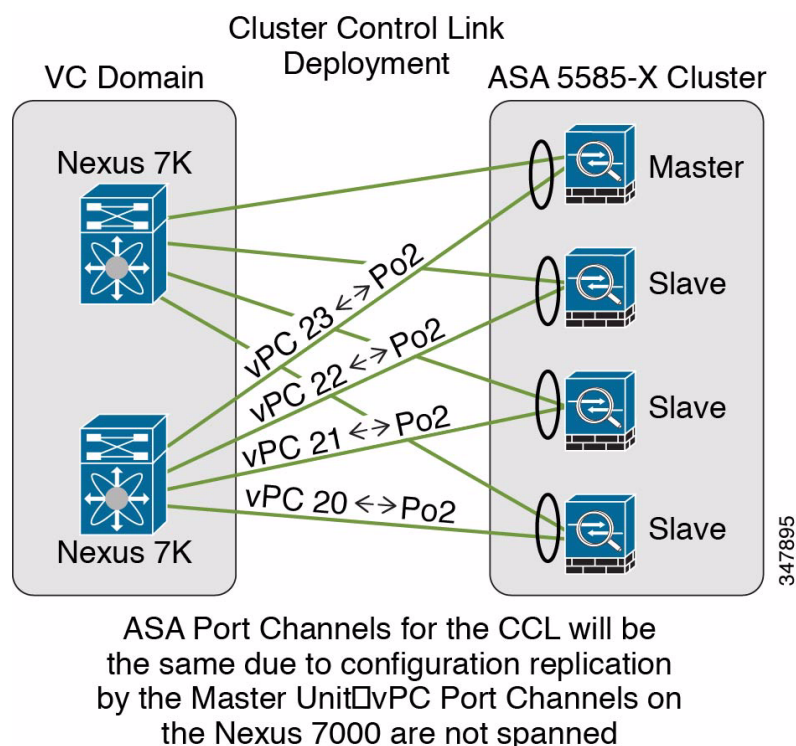 Cluster Control Link
Deployment
VC Domain
ASA 5585-X Cluster
Nexus 7K
Master
Slave
vPC 23 <-> Po2
vPC 22 <-> Po2
Slave
vPC 21 <-> Po2
vPC 20 <-> Po2
Slave
Nexus 7K
347895
ASA Port Channels for the CCL will be
the same due to configuration replication
by the Master Unit□vPC Port Channels on
the Nexus 7000 are not spanned